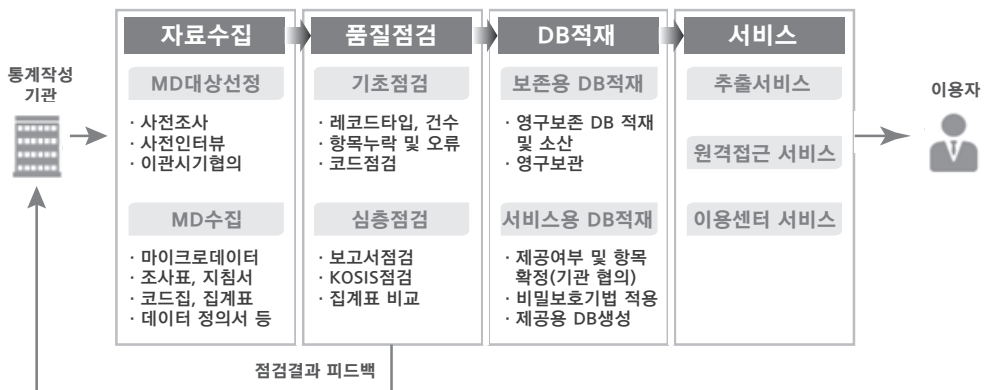 통계작성
기관
자료수집
MD대상선정
· 사전조사
· 사전인터뷰
· 이관시기협의
MD수집
· 마이크로데이터
· 조사표, 지침서
· 코드집, 집계표
· 데이터 정의서 등
품질점검
기초점검
· 레코드타입, 건수
· 항목누락 및 오류
· 코드점검
심층점검
· 보고서점검
· KOSIS점검
· 집계표 비교
DB적재
보존용 DB적재
· 영구보존 DB 적재
및 소산
· 영구보관
서비스용 DB적재
· 제공여부 및 항목
확정(기관 협의)
· 비밀보호기법 적용
· 제공용 DB생성
서비스
추출서비스
원격접근 서비스
이용센터 서비스
이용자
점검결과 피드백